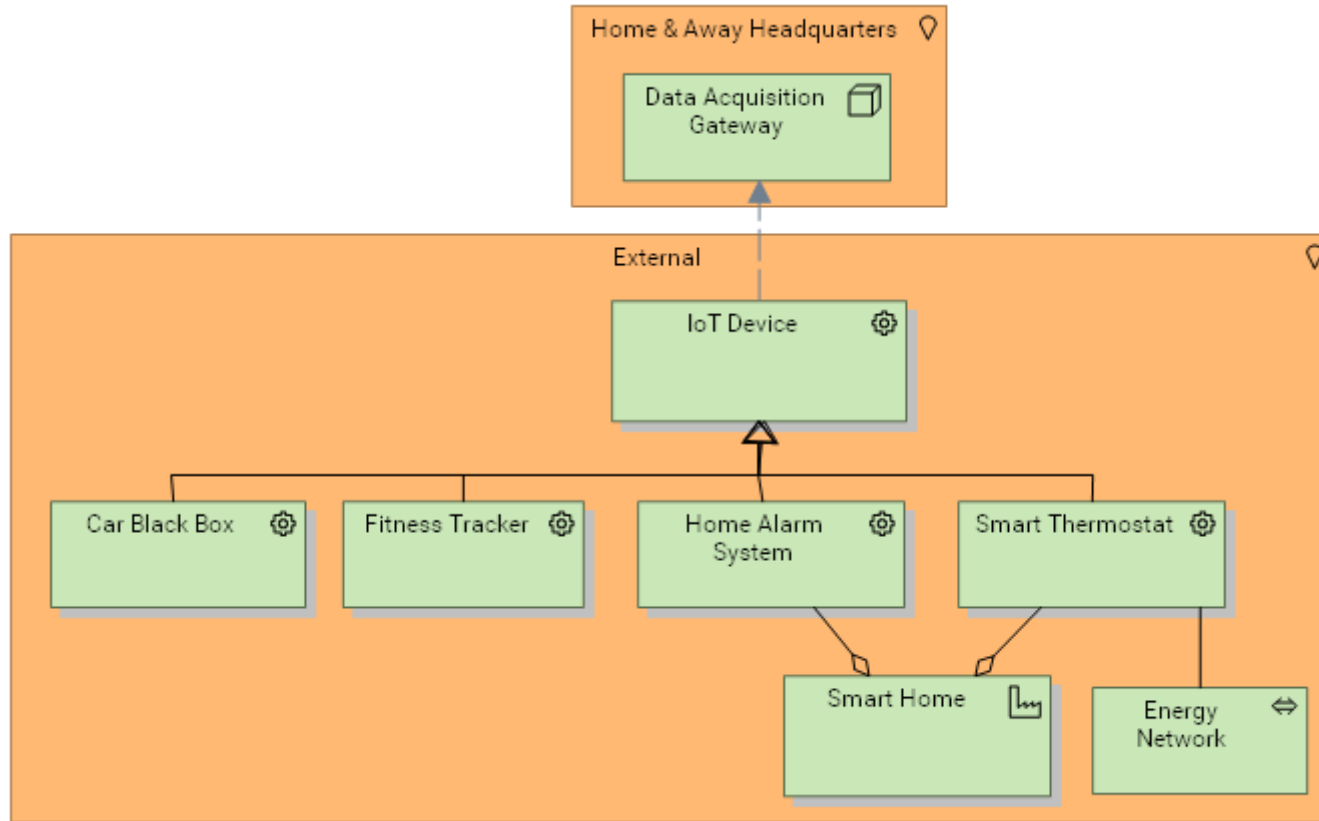 Home & Away Headquarters
Data Acquisition
Gateway
External
IoT Device
Car Black Box
Fitness Tracker
Home Alarm
System
Smart Thermostat
Smart Home
Energy
Network